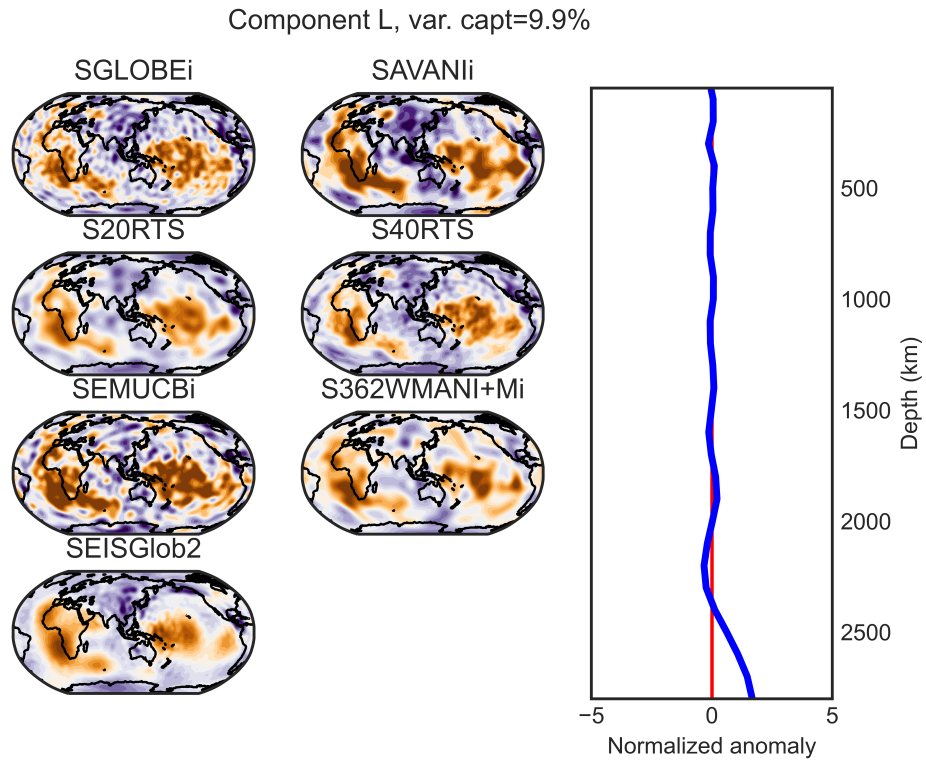 Component L, var. capt=9.9%
SGLOBEi
SAVANIi
S20RTS
S40RTS
SEMUCBi
S362WMANI+Mi
SEISGlob2
500
1000
1500
2000
2500
Depth (km)
−5
0
5
Normalized anomaly